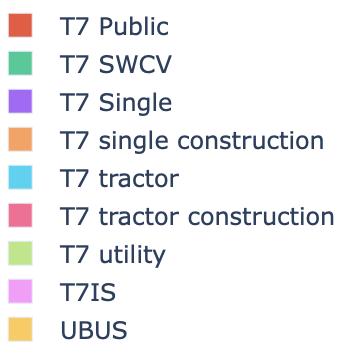 T7 Public
T7 SWCV
T7 Single
T7 single construction
T7 tractor
T7 tractor construction
T7 utility
T7IS
UBUS